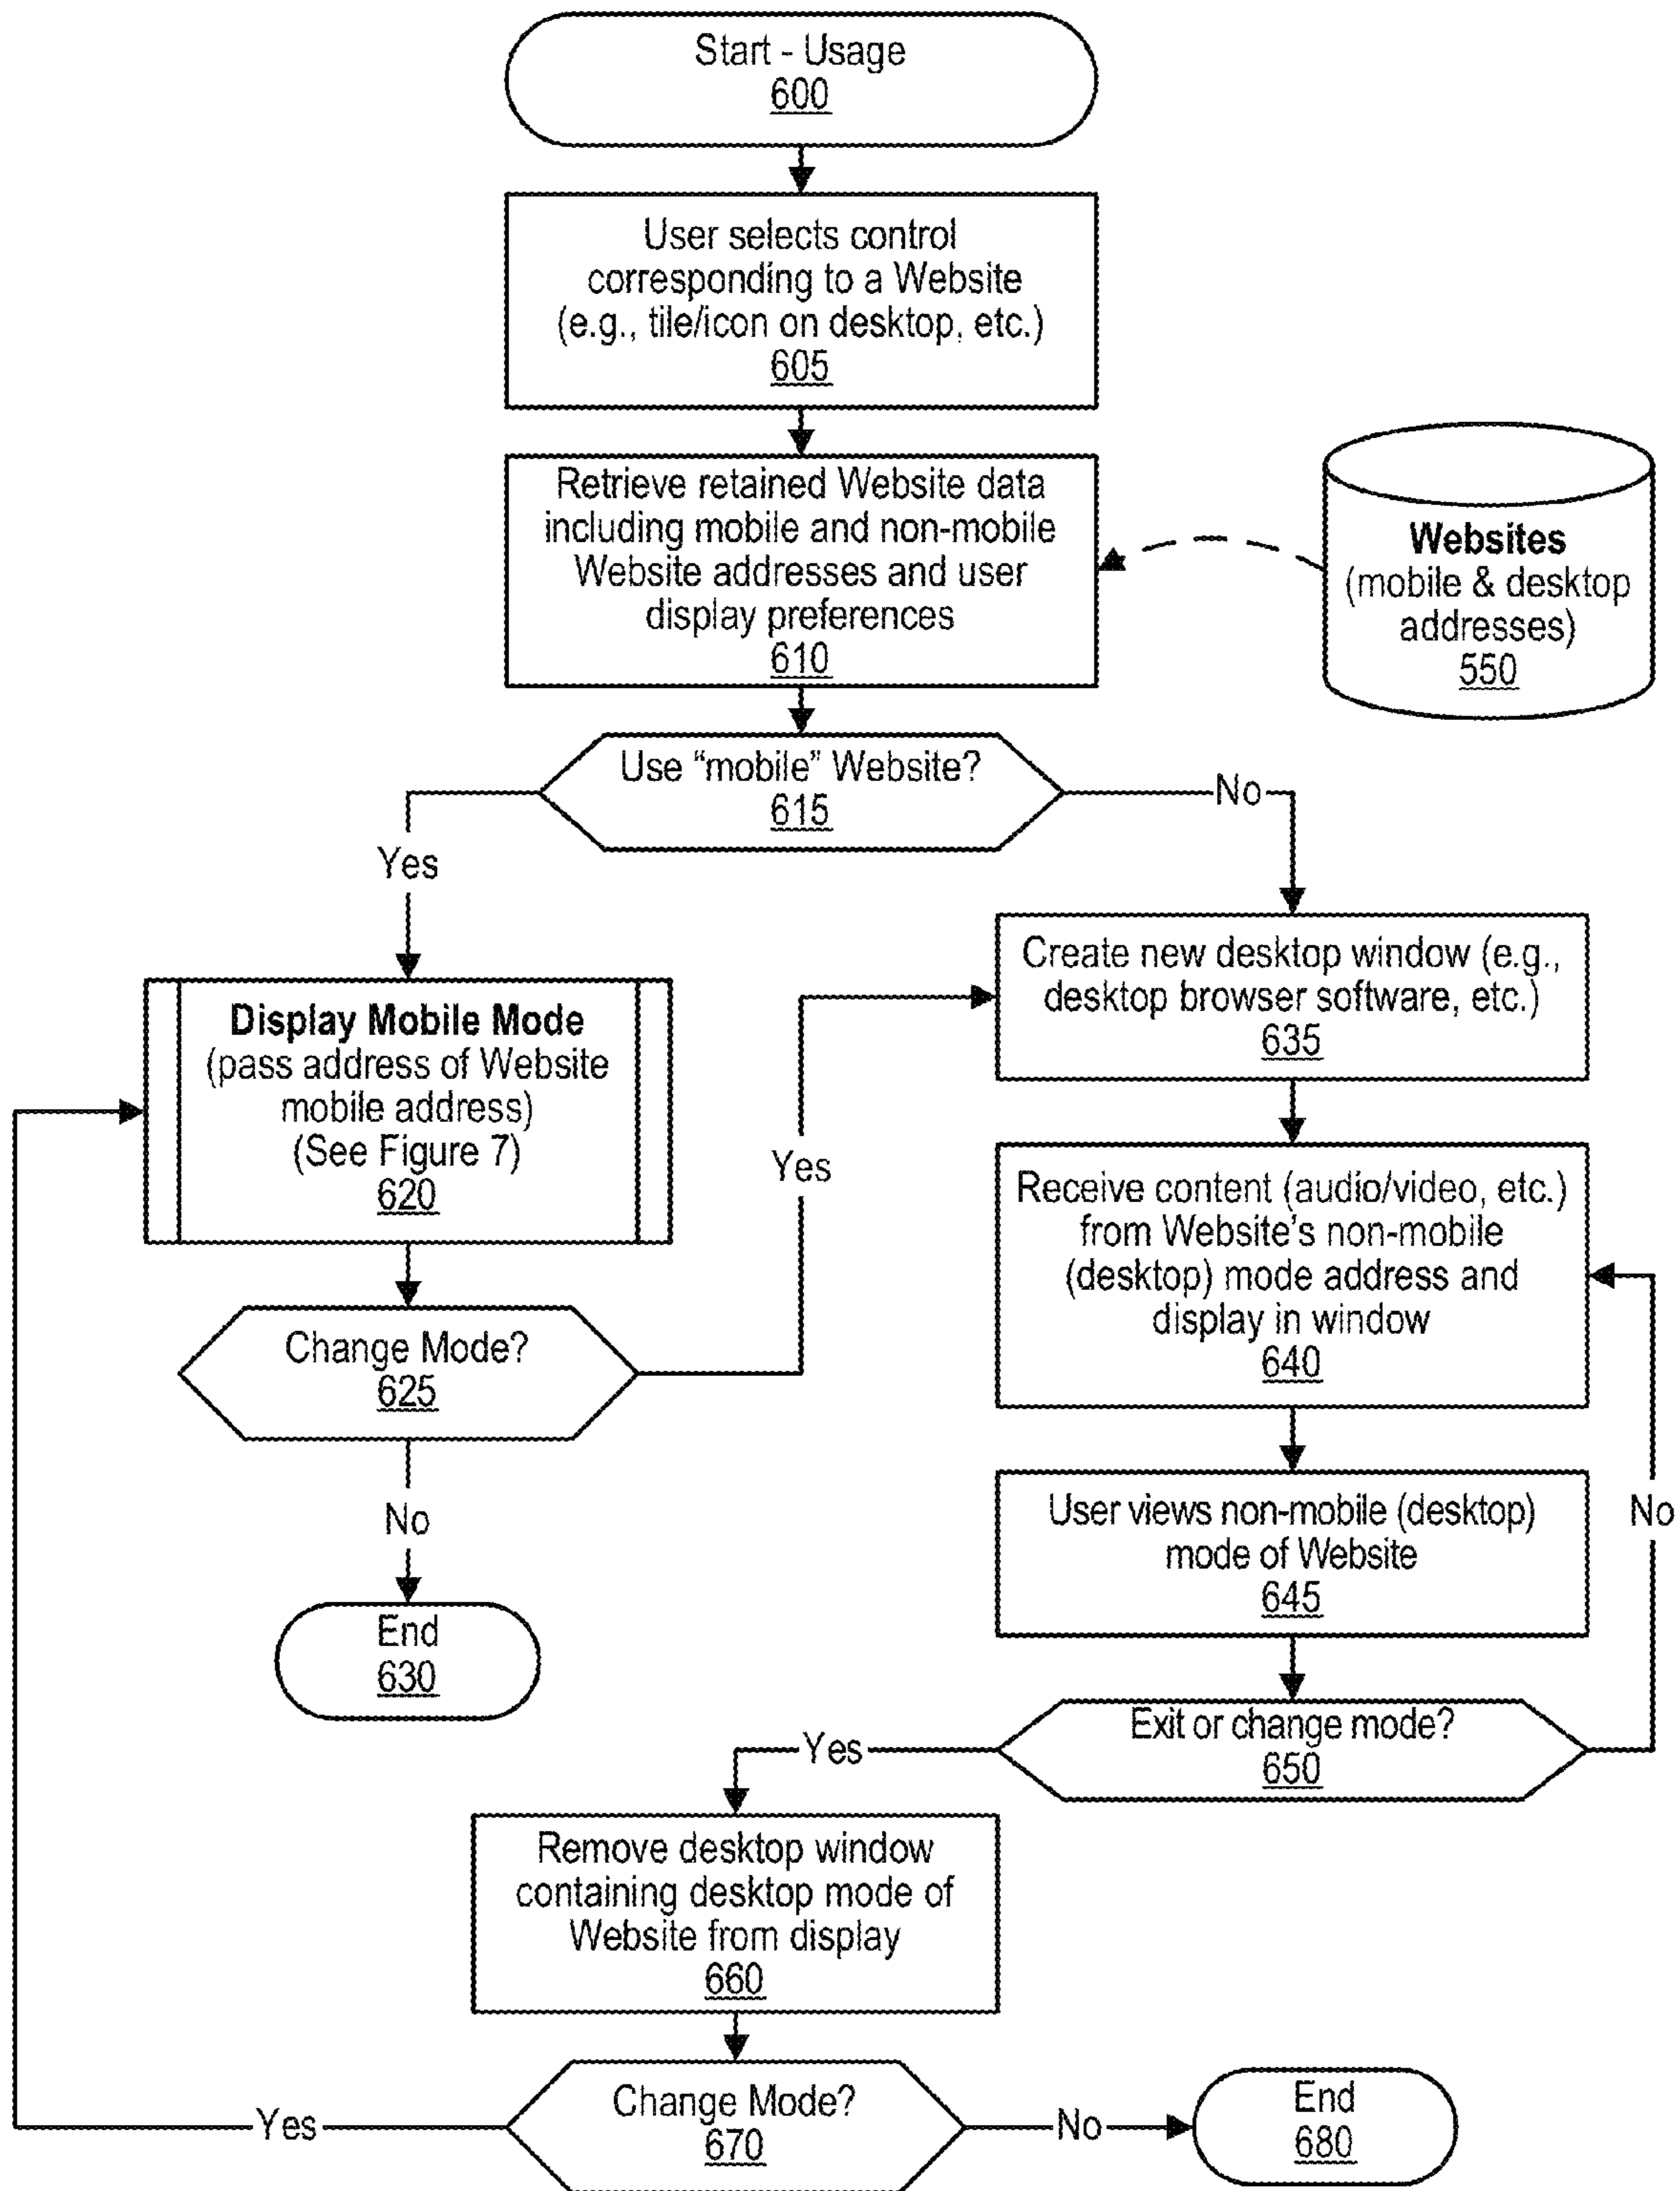 Start - Usage
600
User selects control
corresponding to a Website
(e.g., tile/icon on desktop, etc.)
605
Retrieve retained Website data
including mobile and non-mobile
Website addresses and user
display preferences
610
Websites
(mobile & desktop
addresses)
550
Use “mobile” Website?
615
No
Yes
Display Mobile Mode
(pass address of Website
mobile address)
(See Figure 7)
620
Create new desktop window (e.g.,
desktop browser software, etc.)
635
Yes
Receive content (audio/video, etc.)
from Website’s non-mobile
(desktop) mode address and
display in window
640
Change Mode?
625
No
End
630
User views non-mobile (desktop)
mode of Website
645
No
Exit or change mode?
650
Yes
Remove desktop window
containing desktop mode of
Website from display
660
Change Mode?
670
Yes
No
End
680